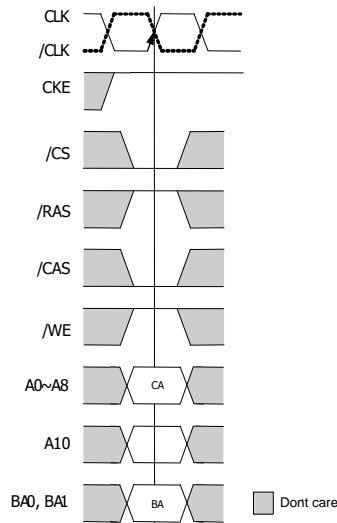 CLK
/CLK
CKE
/CS
/RAS
/CAS
/WE
A0~A8
CA
A10
BA0, BA1
BA
Dont care